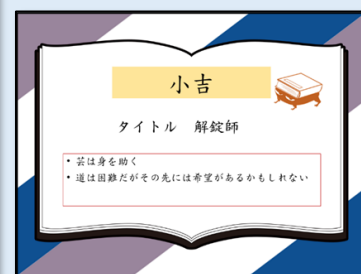 小吉
タイトル　解錠師
• 芸は身を助く
• 道は困難だがその先には希望があるかもしれない